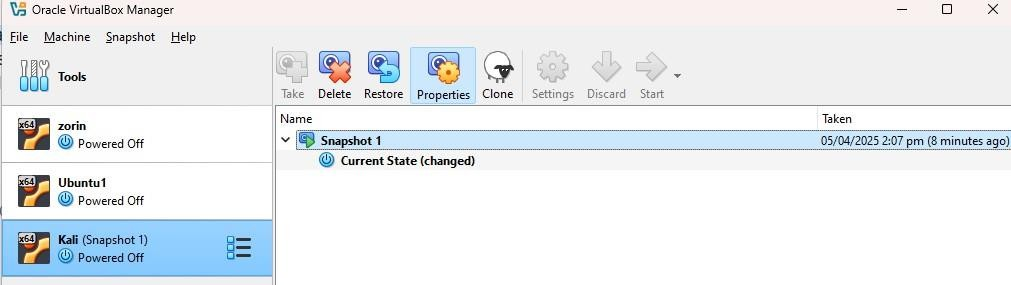 Oracle VirtualBox Manager
File Machine Snapshot Help
Tools
Take Delete Restore Properties Clone Settings Discard Start
Name Taken
x64 zorin
Powered Off
Snapshot 1 05/04/2025 2:07 pm (8 minutes ago)
Current State (changed)
x64 Ubuntu1
Powered Off
x64 Kali (Snapshot 1)
Powered Off